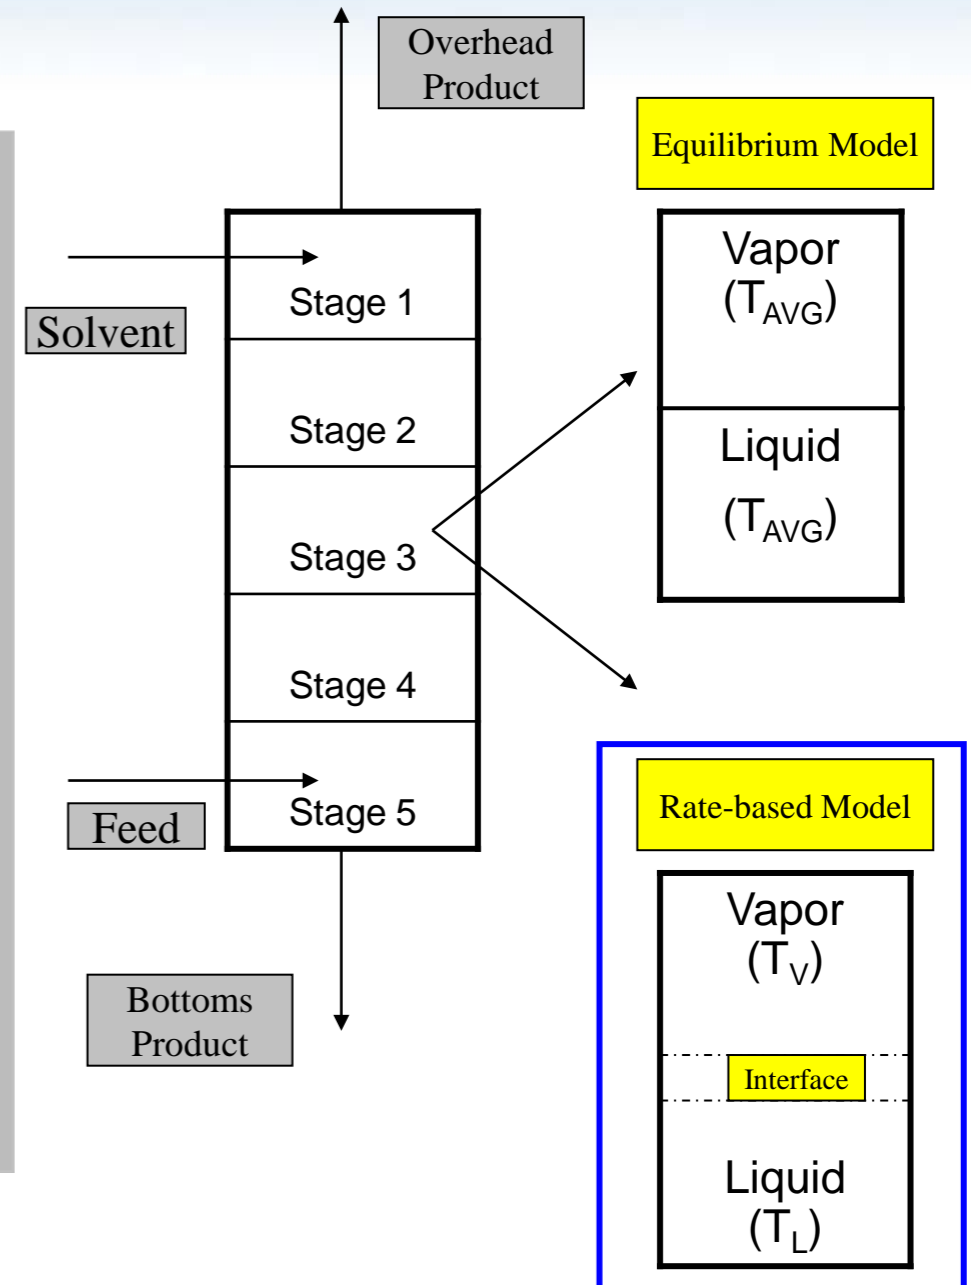 Overhead
Product
Equilibrium Model
Solvent
Stage 1
Stage 2
Stage 3
Stage 4
Stage 5
Feed
Bottoms
Product
Vapor
(T_AVG)
Liquid
(T_AVG)
Rate-based Model
Vapor
(T_V)
Interface
Liquid
(T_L)